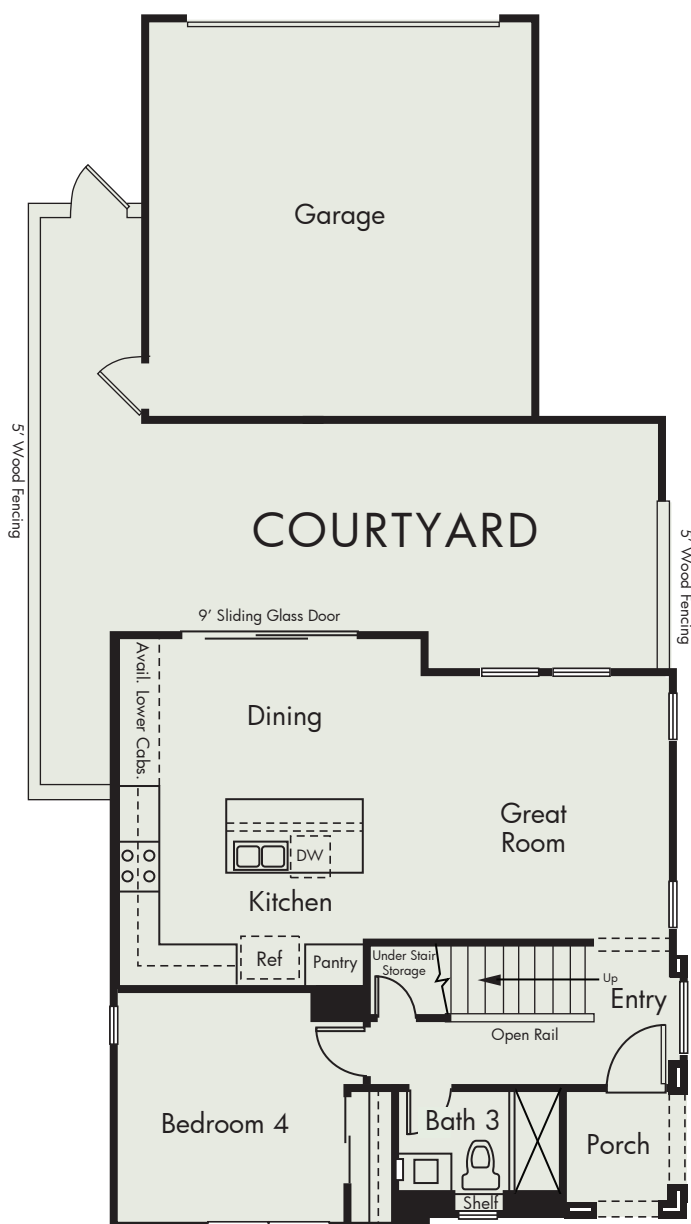 Garage
5' Wood Fencing
COURTYARD
5' Wood Fencing
9' Sliding Glass Door
Avail. Lower Cabs.
Dining
Great
Room
DW
Kitchen
Ref
Pantry
Under Stair
Storage
Up
Entry
Open Rail
Bedroom 4
Bath 3
Porch
Shelf